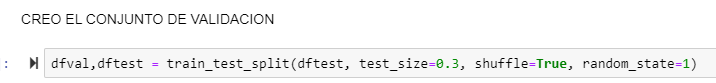 CREO EL CONJUNTO DE VALIDACION
: dfval,dftest = train_test_split(dftest, test_size=0.3, shuffle=True, random_state=1)